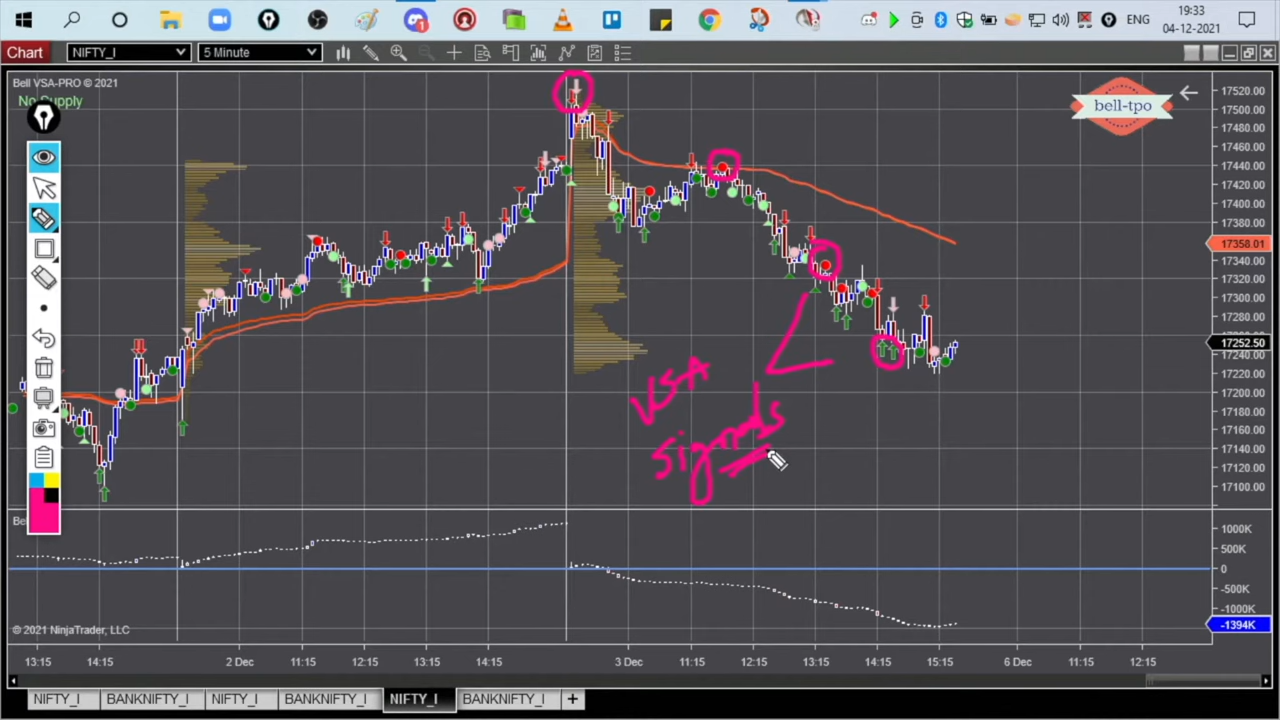 19:33
ENG
04-12-2021
Chart
NIFTY_I
5 Minute
Bell VSA-PRO © 2021
No Supply
bell-tpo
17520.00
17500.00
17480.00
17460.00
17440.00
17420.00
17400.00
17380.00
17358.01
17340.00
17320.00
17300.00
17280.00
17260.00
17252.50
17240.00
17220.00
17200.00
17180.00
17160.00
17140.00
17120.00
17100.00
VSA
signals
1000K
500K
0
-500K
-1000K
-1394K
© 2021 NinjaTrader, LLC
13:15 14:15 2 Dec 11:15 12:15 13:15 14:15 3 Dec 11:15 12:15 13:15 14:15 15:15 6 Dec 11:15 12:15
NIFTY_I BANKNIFTY_I NIFTY_I BANKNIFTY_I NIFTY_I BANKNIFTY_I +